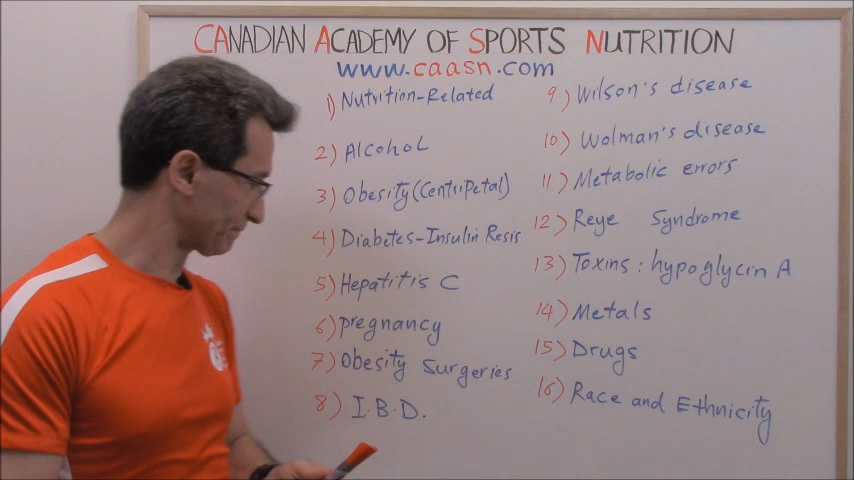 CANADIAN ACADEMY OF SPORTS NUTRITION
www.caasn.com
1) Nutrition-Related
2) Alcohol
3) Obesity (Centripetal)
4) Diabetes-Insulin Resis
5) Hepatitis C
6) pregnancy
7) Obesity surgeries
8) I.B.D.
9) Wilson's disease
10) Wolman's disease
11) Metabolic errors
12) Reye Syndrome
13) Toxins: hypoglycin A
14) Metals
15) Drugs
16) Race and Ethnicity